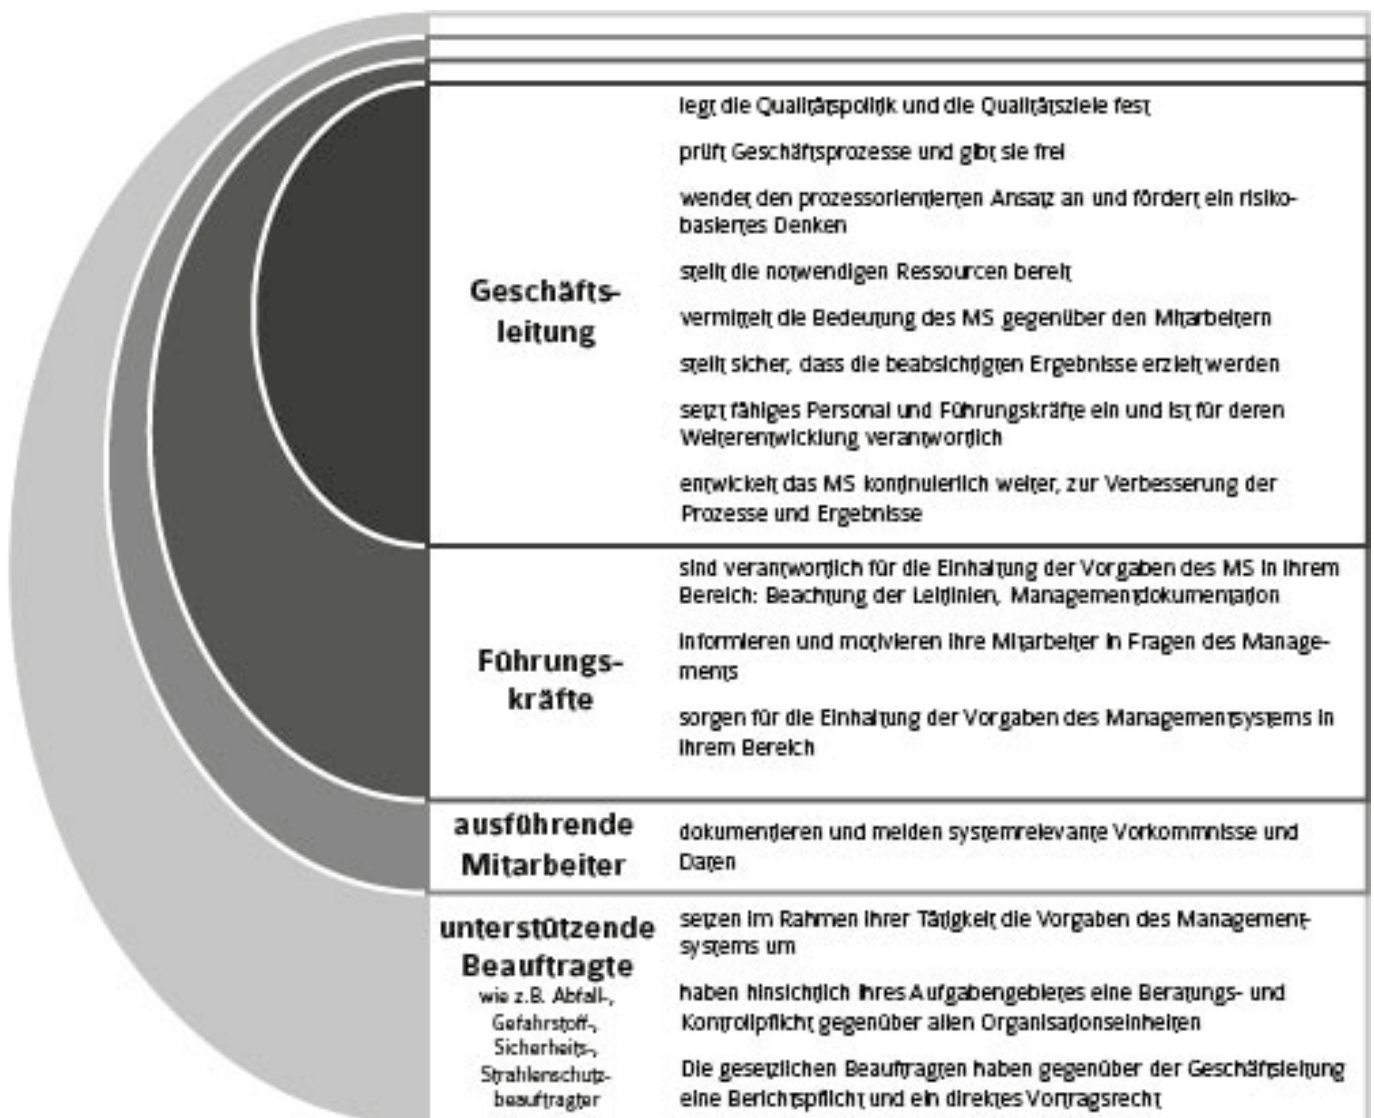 Geschäfts-
leitung
legt die Qualitätspolitik und die Qualitätsziele fest
prüft Geschäftsprozesse und gibt sie frei
wendet den prozessorientierten Ansatz an und fördert ein risiko-
basiertes Denken
stellt die notwendigen Ressourcen bereit
vermittelt die Bedeutung des MS gegenüber den Mitarbeitern
stellt sicher, dass die beabsichtigten Ergebnisse erzielt werden
setzt fähiges Personal und Führungskräfte ein und ist für deren
Weiterentwicklung verantwortlich
entwickelt das MS kontinuierlich weiter, zur Verbesserung der
Prozesse und Ergebnisse
Führungs-
kräfte
sind verantwortlich für die Einhaltung der Vorgaben des MS in ihrem
Bereich: Beachtung der Leitlinien, Managementdokumentation
informieren und motivieren ihre Mitarbeiter in Fragen des Manage-
ments
sorgen für die Einhaltung der Vorgaben des Managementsystems in
ihrem Bereich
ausführende
Mitarbeiter
dokumentieren und melden systemrelevante Vorkommnisse und
Daten
unterstützende
Beauftragte
wie z.B. Abfall-,
Gefahrstoff-,
Sicherheits-,
Strahlenschutz-
beauftragter
setzen im Rahmen ihrer Tätigkeit die Vorgaben des Management-
systems um
haben hinsichtlich ihres Aufgabengebietes eine Beratungs- und
Kontrollpflicht gegenüber allen Organisationseinheiten
Die gesetzlichen Beauftragten haben gegenüber der Geschäftsleitung
eine Berichtspflicht und ein direktes Vortragsrecht